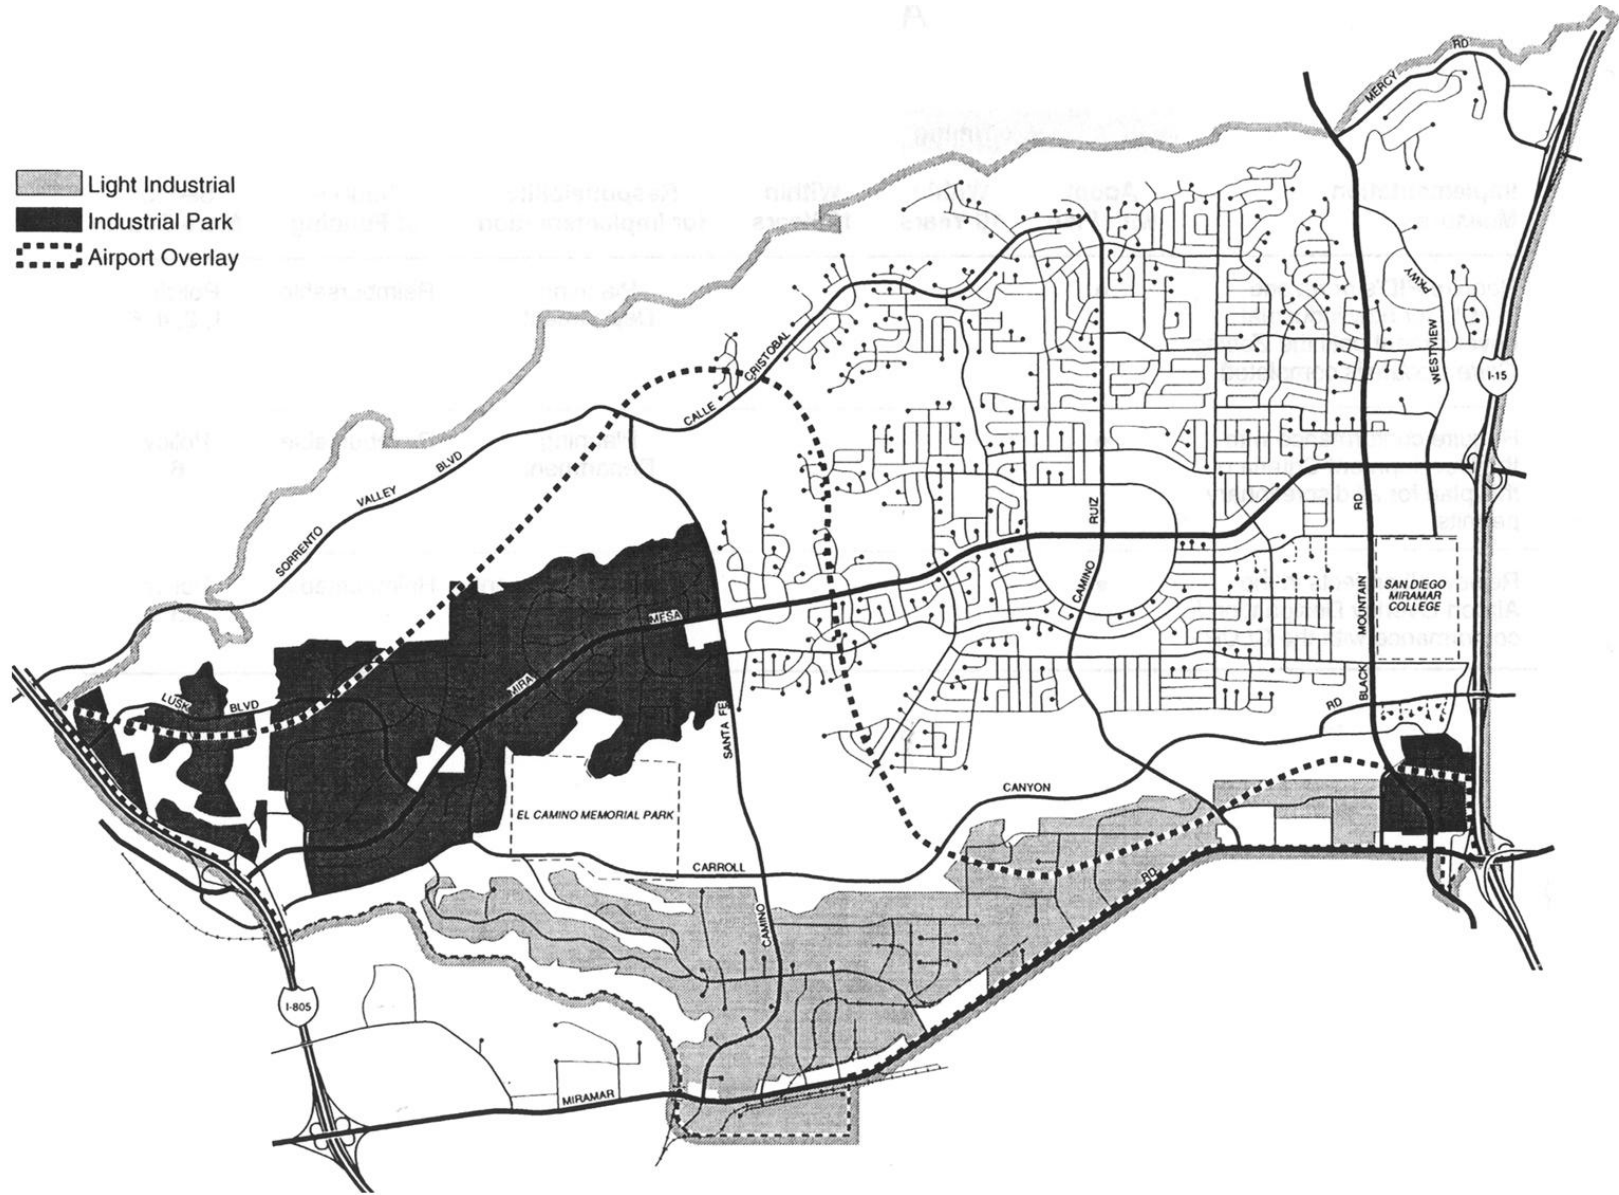 MERCY
RD
Light Industrial
Industrial Park
Airport Overlay
PKWY
WESTVIEW
I-15
CALLE
CRISTOBAL
SORRENTO
VALLEY
BLVD
RUIZ
CAMINO
RD
MOUNTAIN
BLACK
SAN DIEGO
MIRAMAR
COLLEGE
MESA
MIRA
LUSK
BLVD
SANTA FE
CAMINO
RD
EL CAMINO MEMORIAL PARK
CANYON
CARROLL
RD
I-805
MIRAMAR